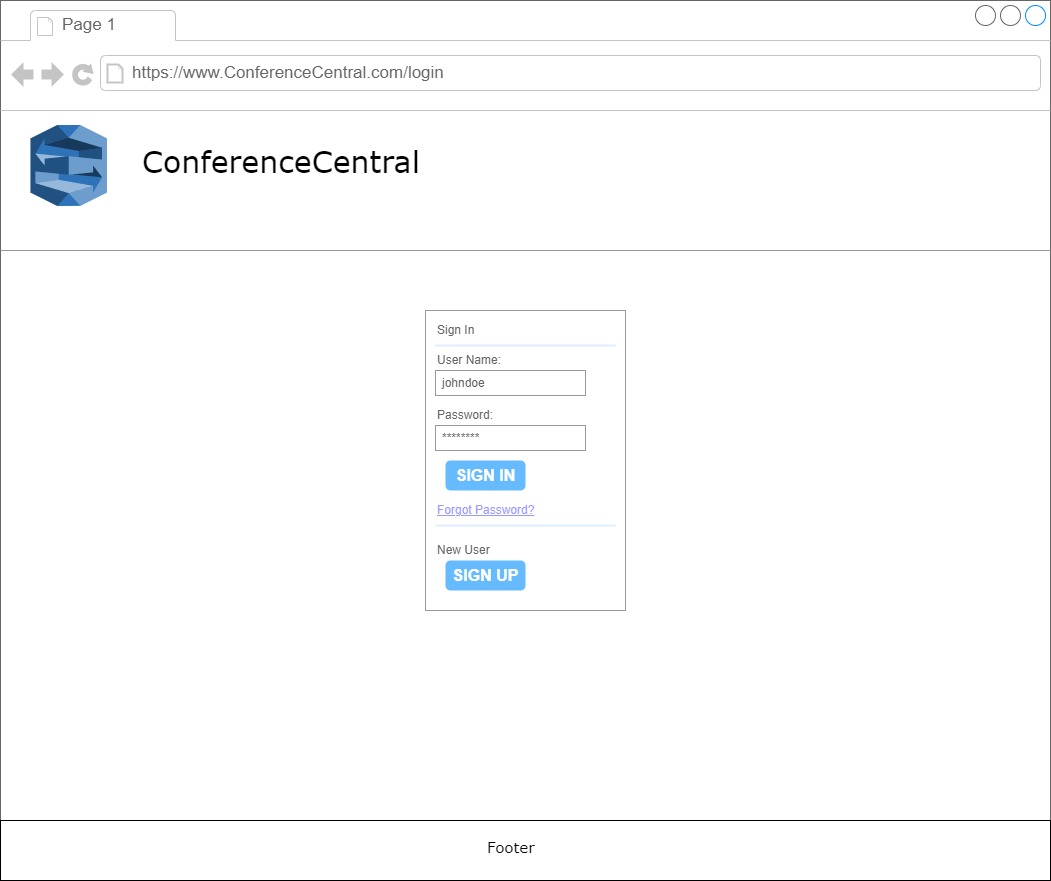 Page 1
https://www.ConferenceCentral.com/login
ConferenceCentral
Sign In
User Name:
johndoe
Password:
********
SIGN IN
Forgot Password?
New User
SIGN UP
Footer